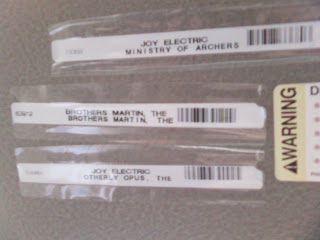 JOY ELECTRIC
MINISTRY OF ARCHERS
BROTHERS MARTIN, THE
BROTHERS MARTIN, THE
JOY ELECTRIC
OTHERLY OPUS, THE
WARNING